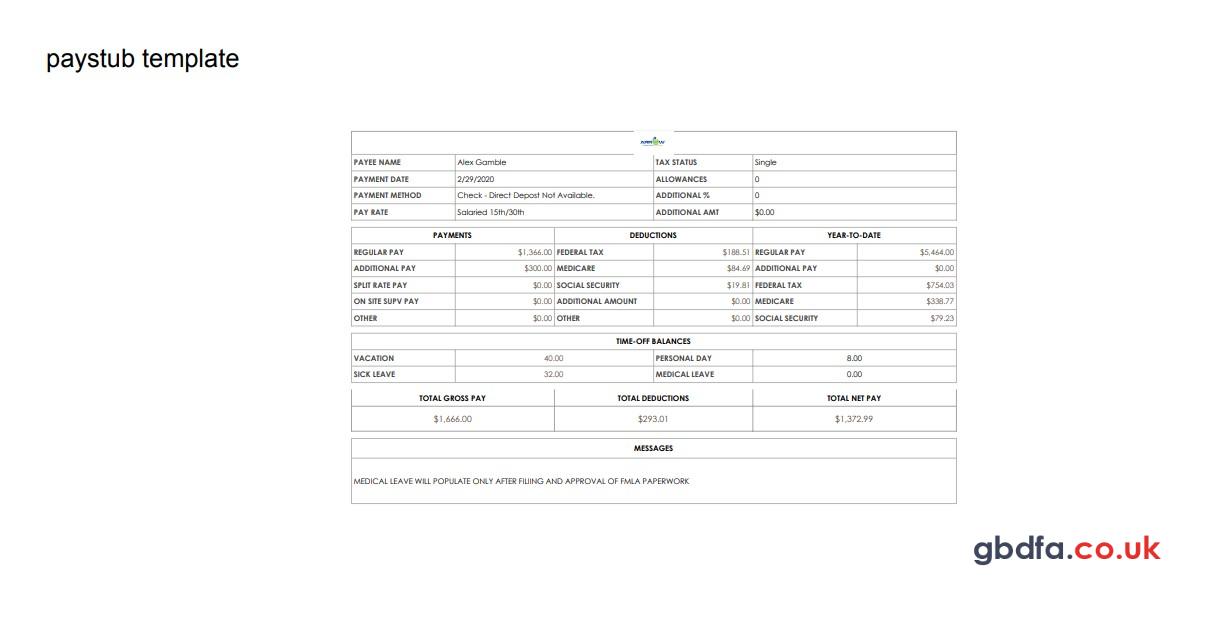 paystub template
PAYEE NAME Alex Gamble TAX STATUS Single
PAYMENT DATE 2/29/2020 ALLOWANCES 0
PAYMENT METHOD Check - Direct Depost Not Available. ADDITIONAL % 0
PAY RATE Salaried 15th/30th ADDITIONAL AMT $0.00
PAYMENTS DEDUCTIONS YEAR-TO-DATE
REGULAR PAY $1,366.00 FEDERAL TAX $188.51 REGULAR PAY $5,464.00
ADDITIONAL PAY $300.00 MEDICARE $84.69 ADDITIONAL PAY $0.00
SPLIT RATE PAY $0.00 SOCIAL SECURITY $19.81 FEDERAL TAX $754.03
ON SITE SUPV PAY $0.00 ADDITIONAL AMOUNT $0.00 MEDICARE $338.77
OTHER $0.00 OTHER $0.00 SOCIAL SECURITY $79.23
TIME-OFF BALANCES
VACATION 40.00 PERSONAL DAY 8.00
SICK LEAVE 32.00 MEDICAL LEAVE 0.00
TOTAL GROSS PAY TOTAL DEDUCTIONS TOTAL NET PAY
$1,666.00 $293.01 $1,372.99
MESSAGES
MEDICAL LEAVE WILL POPULATE ONLY AFTER FILIING AND APPROVAL OF FMLA PAPERWORK
gbdfa.co.uk